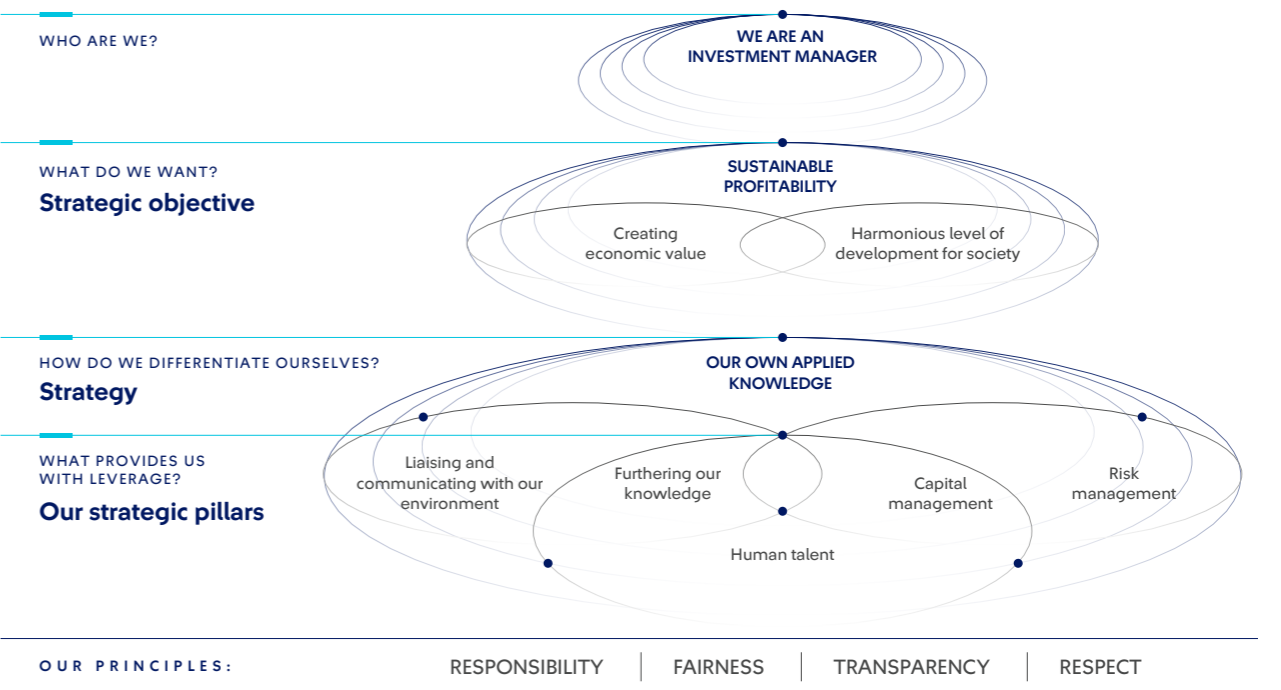 WHO ARE WE?
WE ARE AN
INVESTMENT MANAGER
WHAT DO WE WANT?
Strategic objective
SUSTAINABLE
PROFITABILITY
Creating
economic value
Harmonious level of
development for society
HOW DO WE DIFFERENTIATE OURSELVES?
Strategy
OUR OWN APPLIED
KNOWLEDGE
WHAT PROVIDES US
WITH LEVERAGE?
Our strategic pillars
Liaising and
communicating with our
environment
Furthering our
knowledge
Capital
management
Risk
management
Human talent
OUR PRINCIPLES:
RESPONSIBILITY
FAIRNESS
TRANSPARENCY
RESPECT